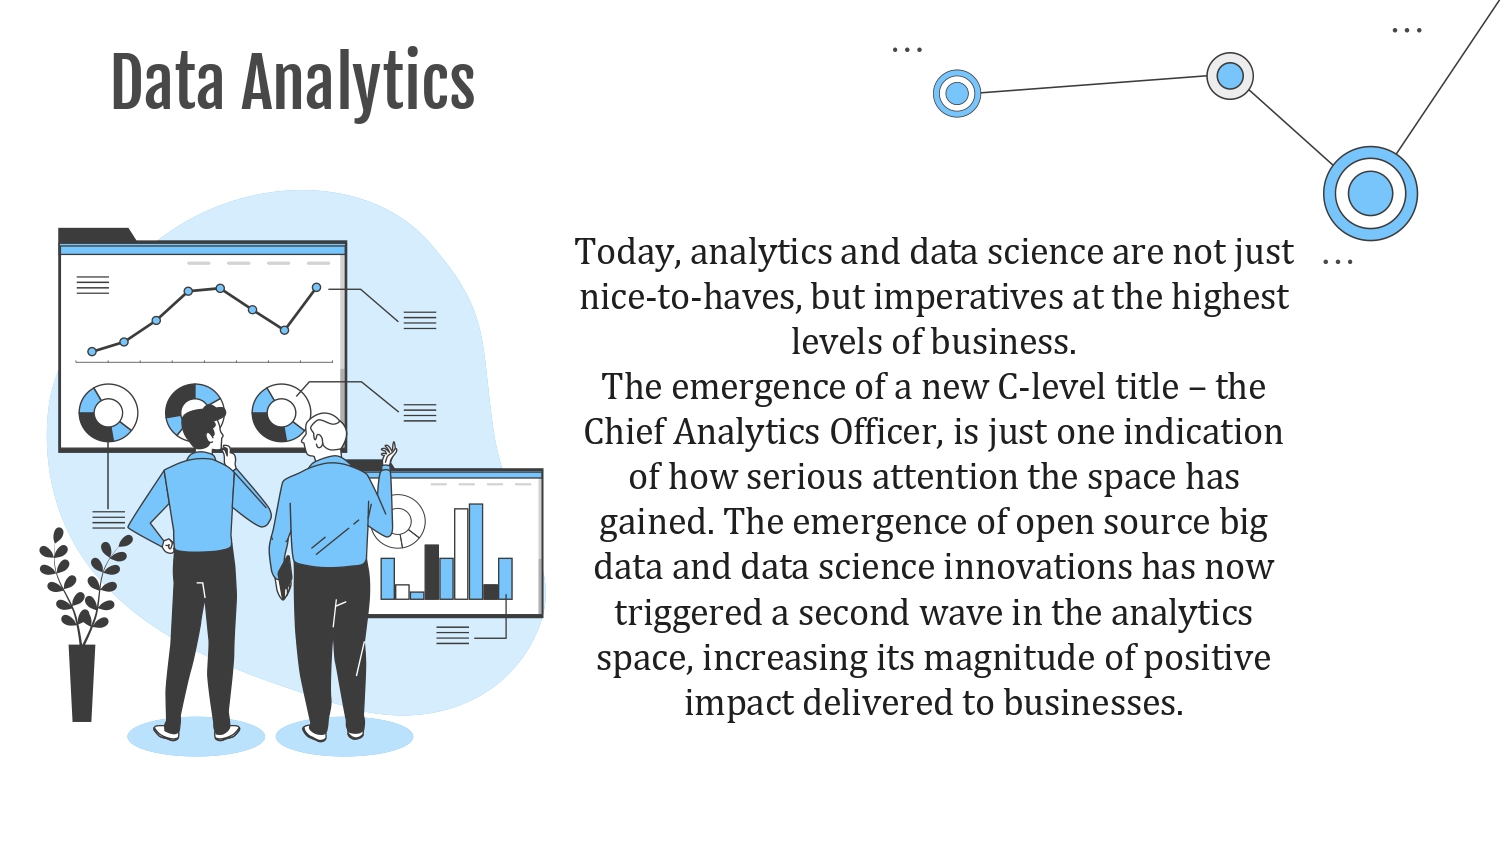 Data Analytics
Today, analytics and data science are not just
nice-to-haves, but imperatives at the highest
levels of business.
The emergence of a new C-level title – the
Chief Analytics Officer, is just one indication
of how serious attention the space has
gained. The emergence of open source big
data and data science innovations has now
triggered a second wave in the analytics
space, increasing its magnitude of positive
impact delivered to businesses.